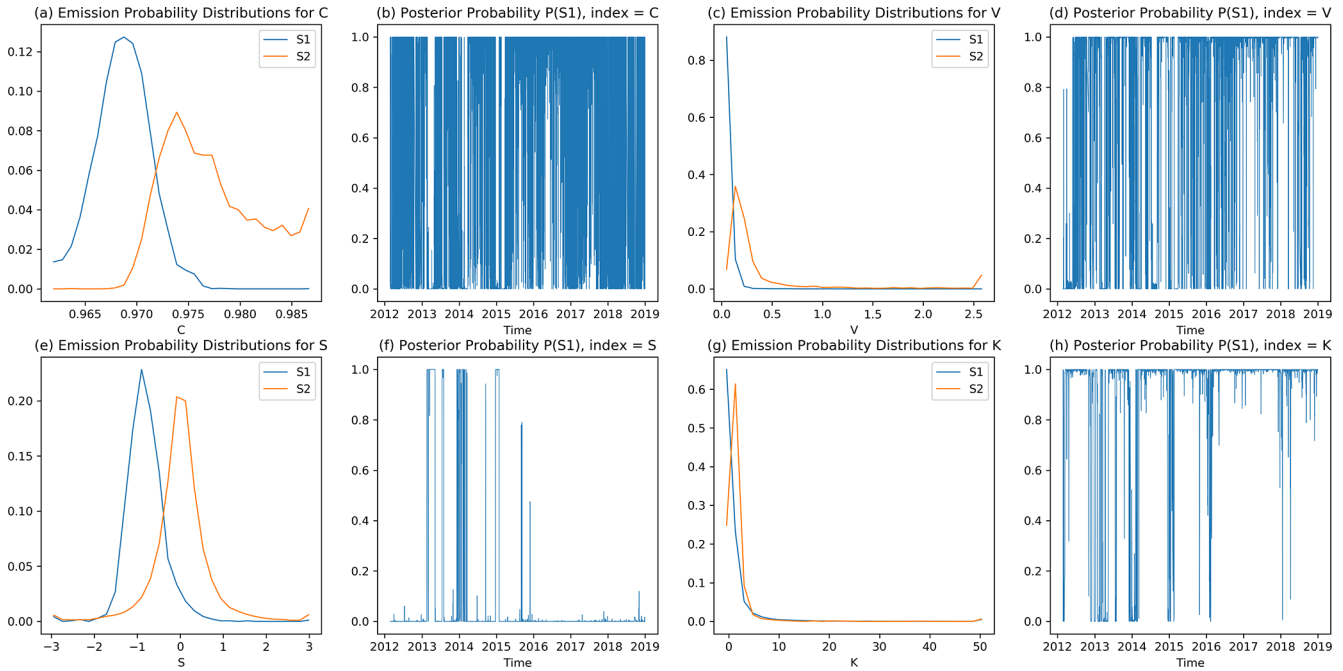 (a) Emission Probability Distributions for C
0.12
0.10
0.08
0.06
0.04
0.02
0.00
S1
S2
0.965 0.970 0.975 0.980 0.985
C
(b) Posterior Probability P(S1), index = C
1.0
0.8
0.6
0.4
0.2
0.0
2012 2013 2014 2015 2016 2017 2018 2019
Time
(c) Emission Probability Distributions for V
0.8
0.6
0.4
0.2
0.0
S1
S2
0.0 0.5 1.0 1.5 2.0 2.5
V
(d) Posterior Probability P(S1), index = V
1.0
0.8
0.6
0.4
0.2
0.0
2012 2013 2014 2015 2016 2017 2018 2019
Time
(e) Emission Probability Distributions for S
0.20
0.15
0.10
0.05
0.00
S1
S2
−3 −2 −1 0 1 2 3
S
(f) Posterior Probability P(S1), index = S
1.0
0.8
0.6
0.4
0.2
0.0
2012 2013 2014 2015 2016 2017 2018 2019
Time
(g) Emission Probability Distributions for K
0.6
0.5
0.4
0.3
0.2
0.1
0.0
S1
S2
0 10 20 30 40 50
K
(h) Posterior Probability P(S1), index = K
1.0
0.8
0.6
0.4
0.2
0.0
2012 2013 2014 2015 2016 2017 2018 2019
Time